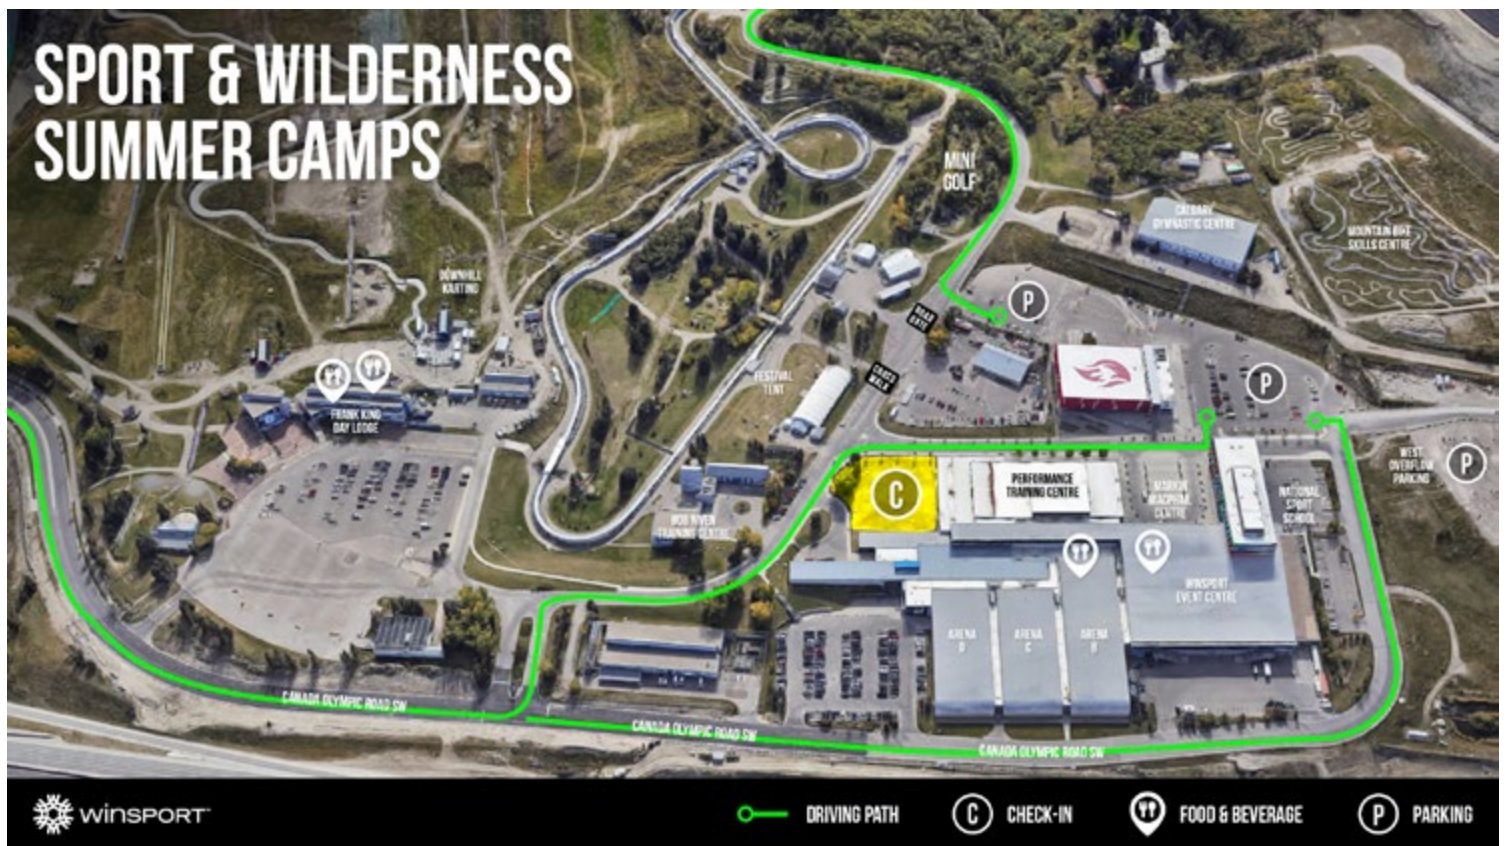 SPORT & WILDERNESS
SUMMER CAMPS
MINI
GOLF
CALGARY
GYMNASTIC CENTRE
MOUNTAIN BIKE
SKILLS CENTRE
DOWNHILL
KARTING
P
ROAD
GATE
CROSS
WALK
FESTIVAL
TENT
P
FRANK KING
DAY LODGE
WEST
OVERFLOW
PARKING
P
C
PERFORMANCE
TRAINING CENTRE
MARKIN
MACPHAIL
CENTRE
NATIONAL
SPORT
SCHOOL
BOB NIVEN
TRAINING CENTRE
WINSPORT
EVENT CENTRE
ARENA
D
ARENA
C
ARENA
B
CANADA OLYMPIC ROAD SW
CANADA OLYMPIC ROAD SW
CANADA OLYMPIC ROAD SW
WINSPORT
DRIVING PATH
C CHECK-IN
FOOD & BEVERAGE
P PARKING